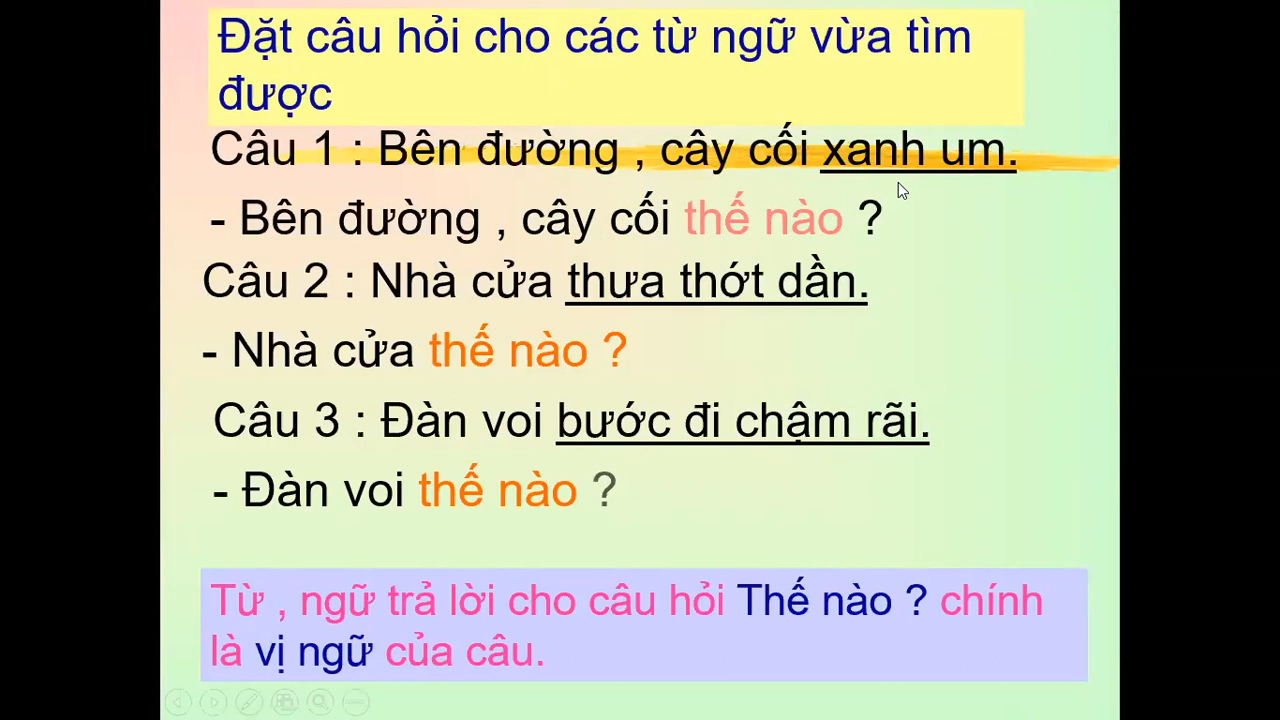 Đặt câu hỏi cho các từ ngữ vừa tìm
được
Câu 1 : Bên đường , cây cối xanh um.
- Bên đường , cây cối thế nào ?
Câu 2 : Nhà cửa thưa thớt dần.
- Nhà cửa thế nào ?
Câu 3 : Đàn voi bước đi chậm rãi.
- Đàn voi thế nào ?
Từ , ngữ trả lời cho câu hỏi Thế nào ? chính
là vị ngữ của câu.